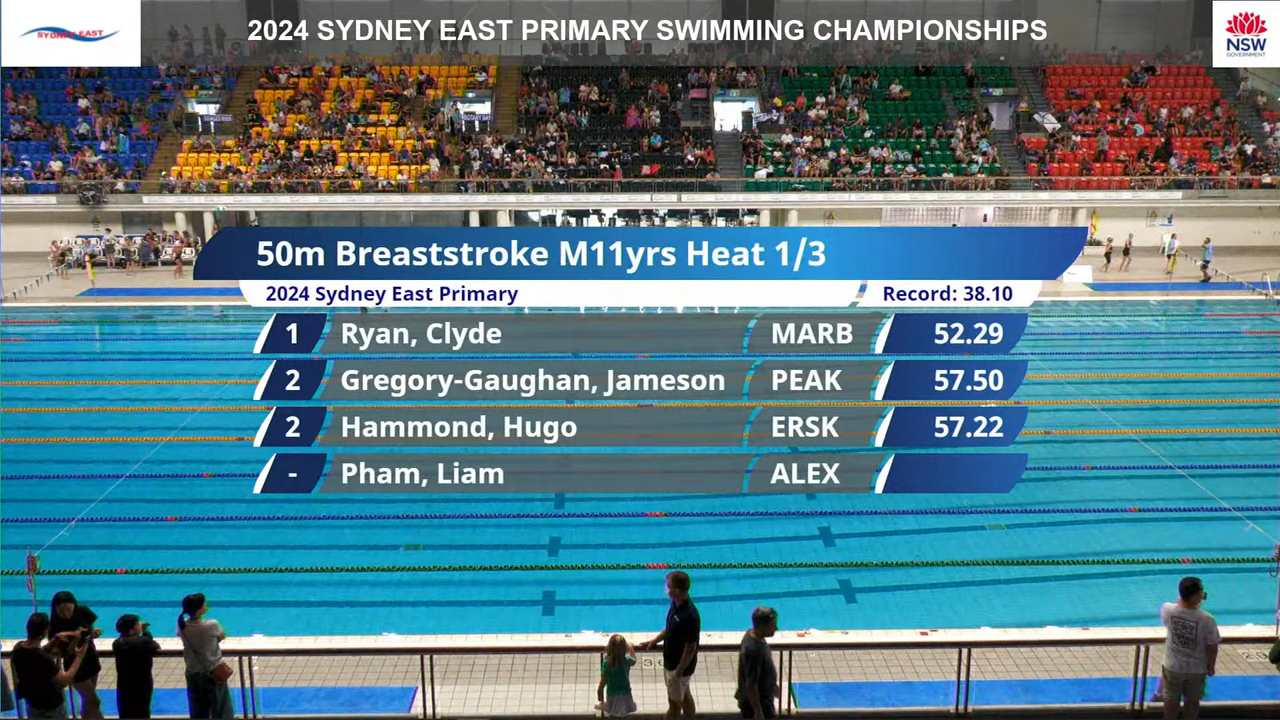 SYDNEY EAST
2024 SYDNEY EAST PRIMARY SWIMMING CHAMPIONSHIPS
NSW
GOVERNMENT
50m Breaststroke M11yrs Heat 1/3
2024 Sydney East Primary Record: 38.10
1 Ryan, Clyde MARB 52.29
2 Gregory-Gaughan, Jameson PEAK 57.50
2 Hammond, Hugo ERSK 57.22
- Pham, Liam ALEX